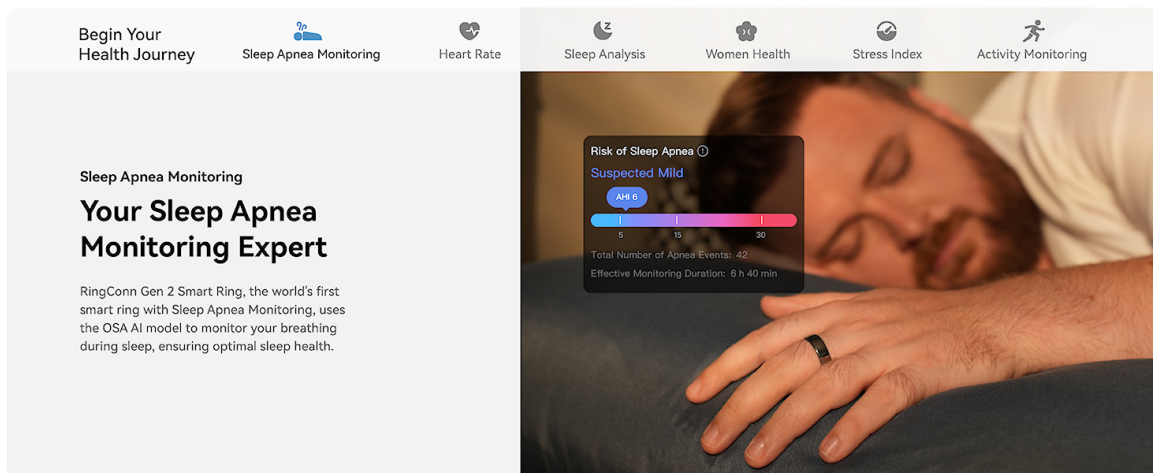 Begin Your
Health Journey
Sleep Apnea Monitoring
Heart Rate
Sleep Analysis
Women Health
Stress Index
Activity Monitoring
Sleep Apnea Monitoring
Your Sleep Apnea
Monitoring Expert
RingConn Gen 2 Smart Ring, the world's first
smart ring with Sleep Apnea Monitoring, uses
the OSA AI model to monitor your breathing
during sleep, ensuring optimal sleep health.
Risk of Sleep Apnea
Suspected Mild
AHI 6
5 15 30
Total Number of Apnea Events: 42
Effective Monitoring Duration: 6 h 40 min